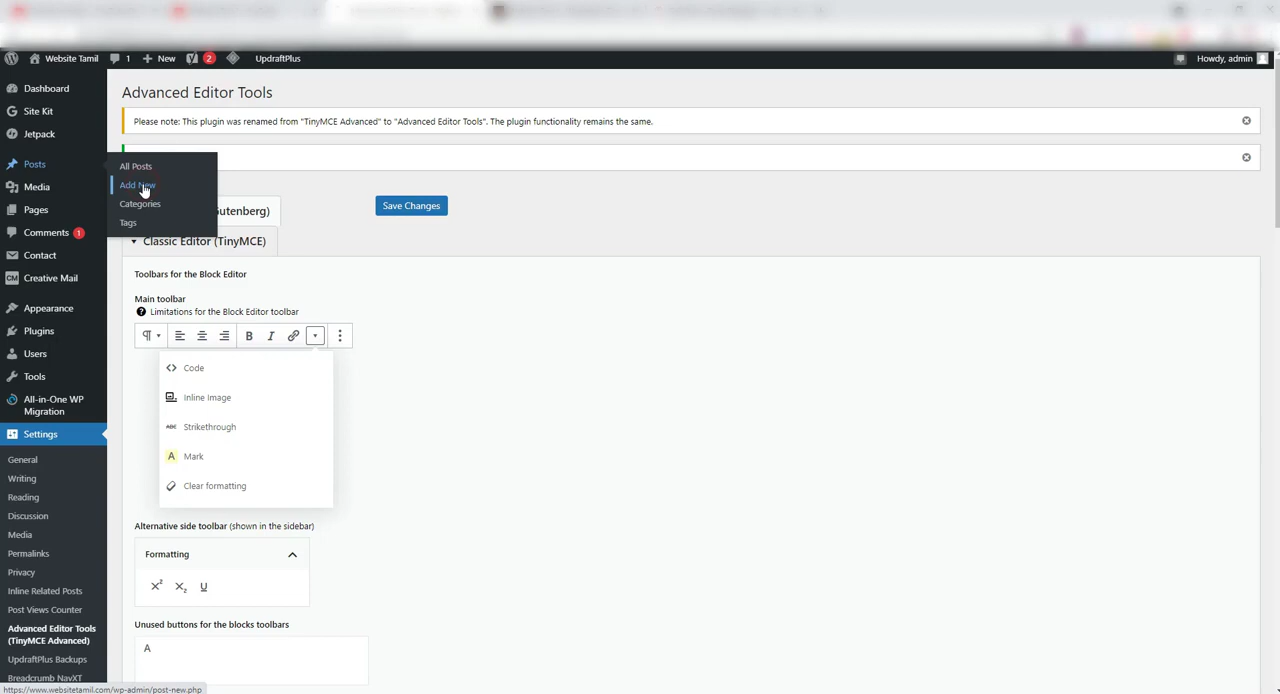 Website Tamil 1 New 2 UpdraftPlus Howdy, admin
Dashboard
Site Kit
Jetpack
Posts
Media
Pages
Comments 1
Contact
Creative Mail
Appearance
Plugins
Users
Tools
All-in-One WP
Migration
Settings
General
Writing
Reading
Discussion
Media
Permalinks
Privacy
Inline Related Posts
Post Views Counter
Advanced Editor Tools
(TinyMCE Advanced)
UpdraftPlus Backups
Breadcrumb NavXT
All Posts
Add New
Categories
Tags
Advanced Editor Tools
Please note: This plugin was renamed from "TinyMCE Advanced" to "Advanced Editor Tools". The plugin functionality remains the same.
Gutenberg)
Save Changes
Classic Editor (TinyMCE)
Toolbars for the Block Editor
Main toolbar
Limitations for the Block Editor toolbar
B I
Code
Inline Image
ABC Strikethrough
A Mark
Clear formatting
Alternative side toolbar (shown in the sidebar)
Formatting
X² X₂ U
Unused buttons for the blocks toolbars
A
https://www.websitetamil.com/wp-admin/post-new.php